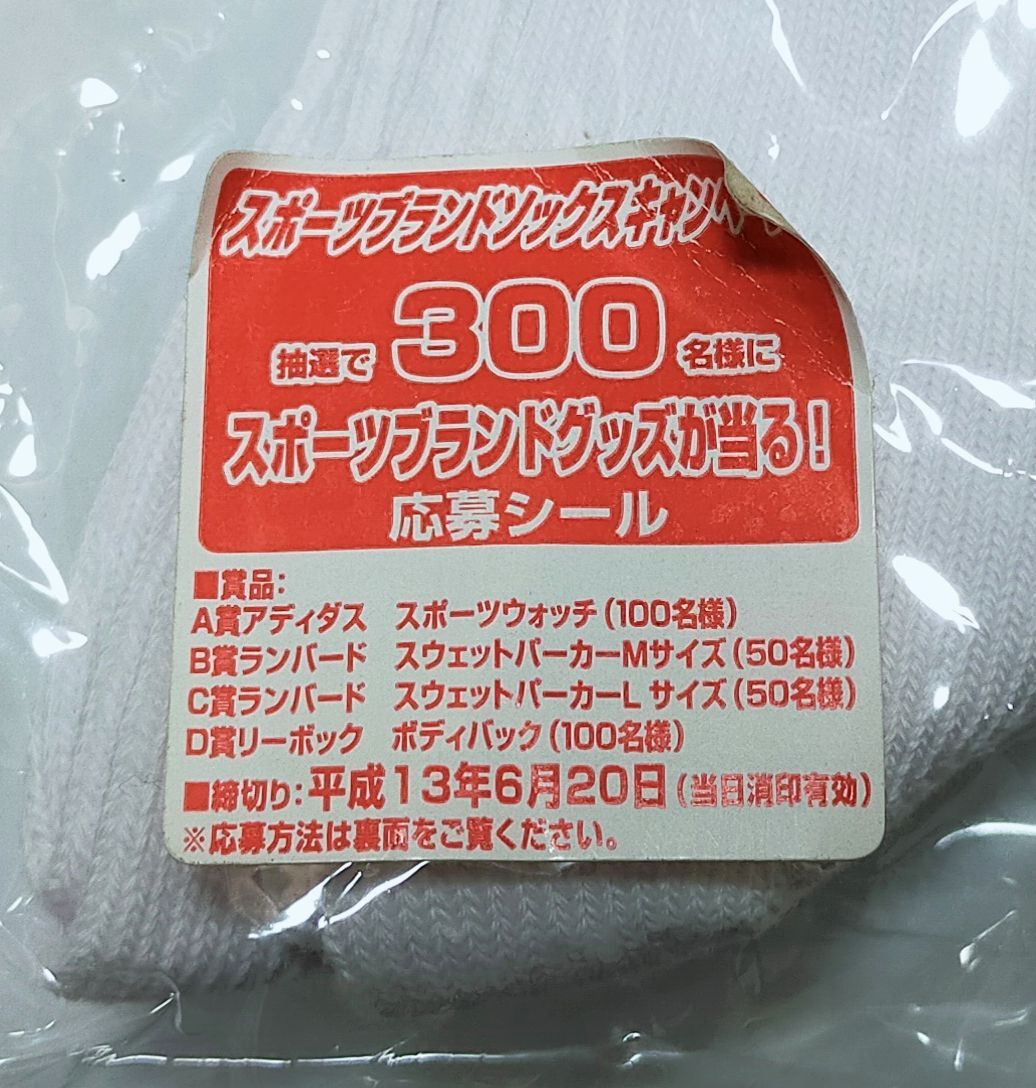 スポーツブランドソックスキャンペ
抽選で 300 名様に
スポーツブランドグッズが当る!
応募シール
■賞品:
A賞アディダス スポーツウォッチ(100名様)
B賞ランバード スウェットパーカーMサイズ(50名様)
C賞ランバード スウェットパーカーL サイズ(50名様)
D賞リーボック ボディバック(100名様)
■締切り:平成13年6月20日(当日消印有効)
※応募方法は裏面をご覧ください。